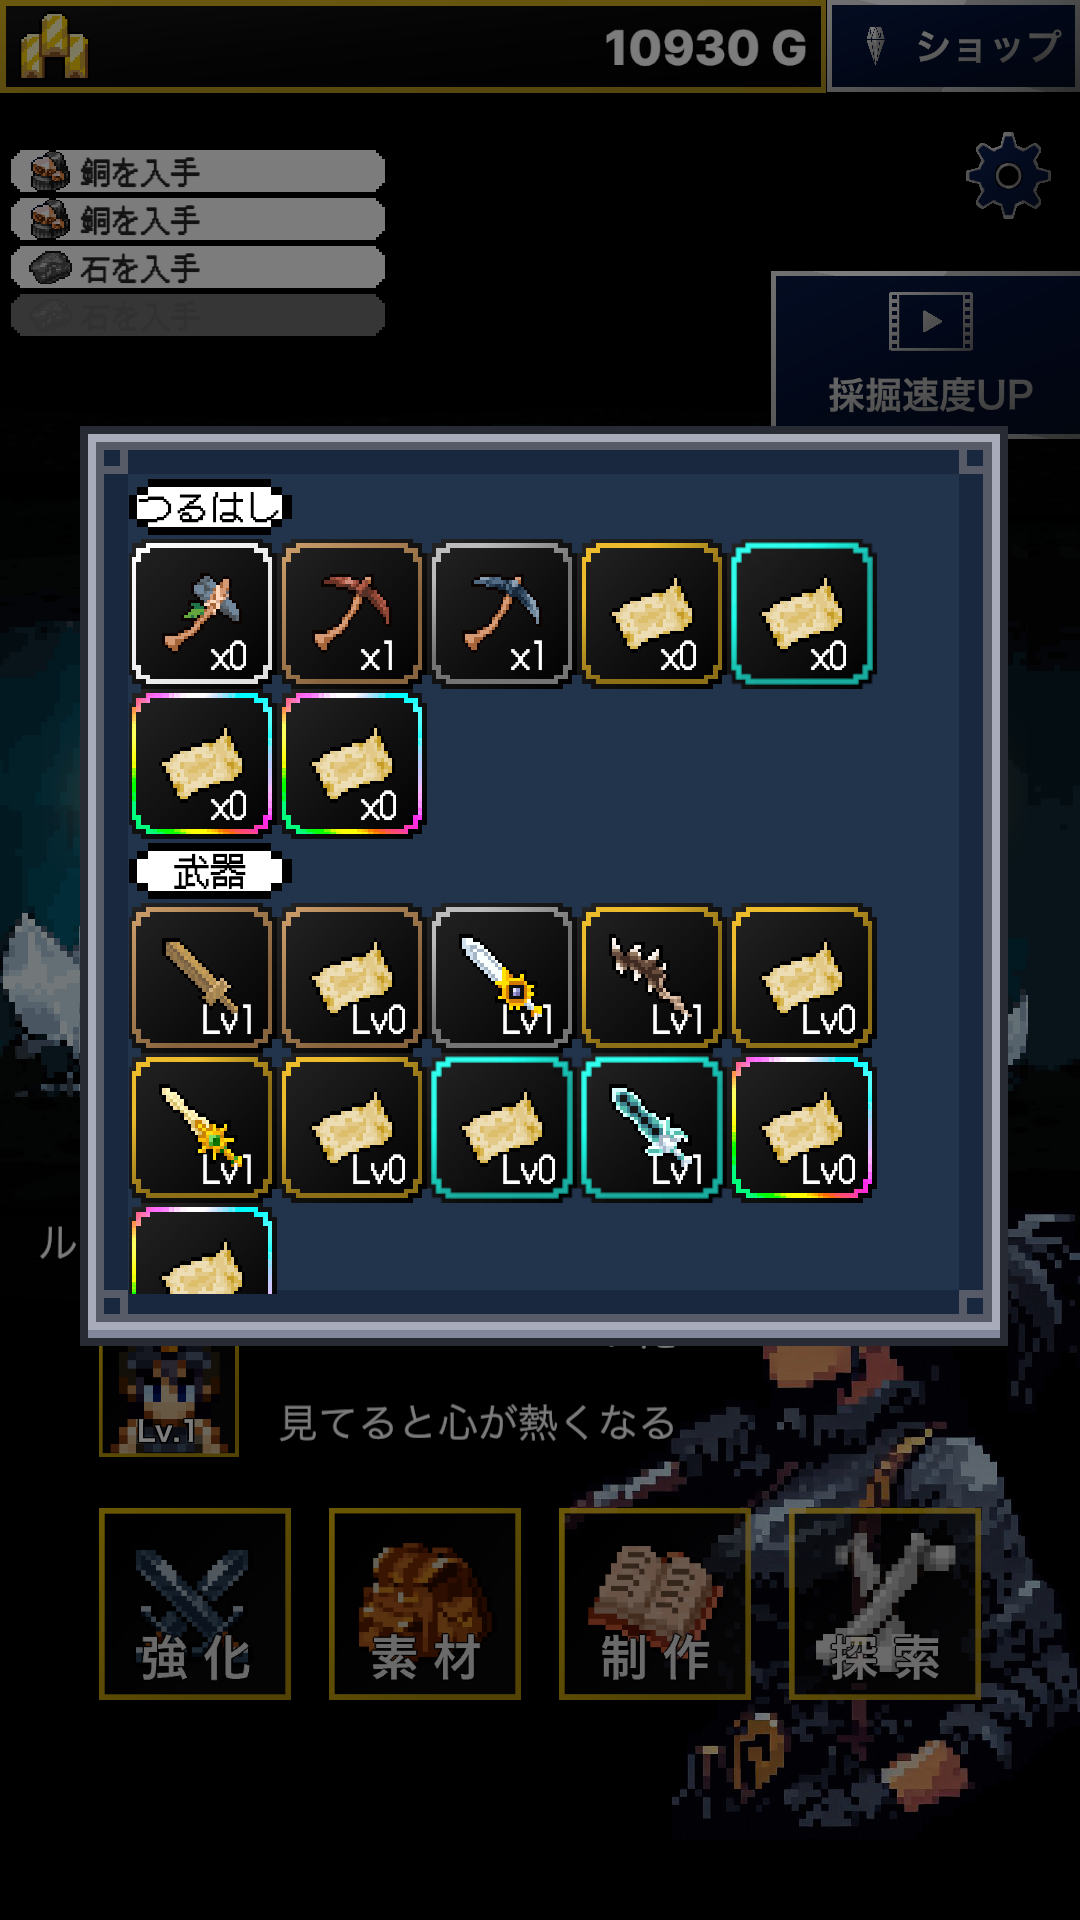 10930 G
ショップ
銅を入手
銅を入手
石を入手
石を入手
採掘速度UP
つるはし
x0 x1 x1 x0 x0
x0 x0
武器
Lv1 Lv0 Lv1 Lv1 Lv0
Lv1 Lv0 Lv0 Lv1 Lv0
ル
Lv.1
見てると心が熱くなる
強化 素材 制作 探索